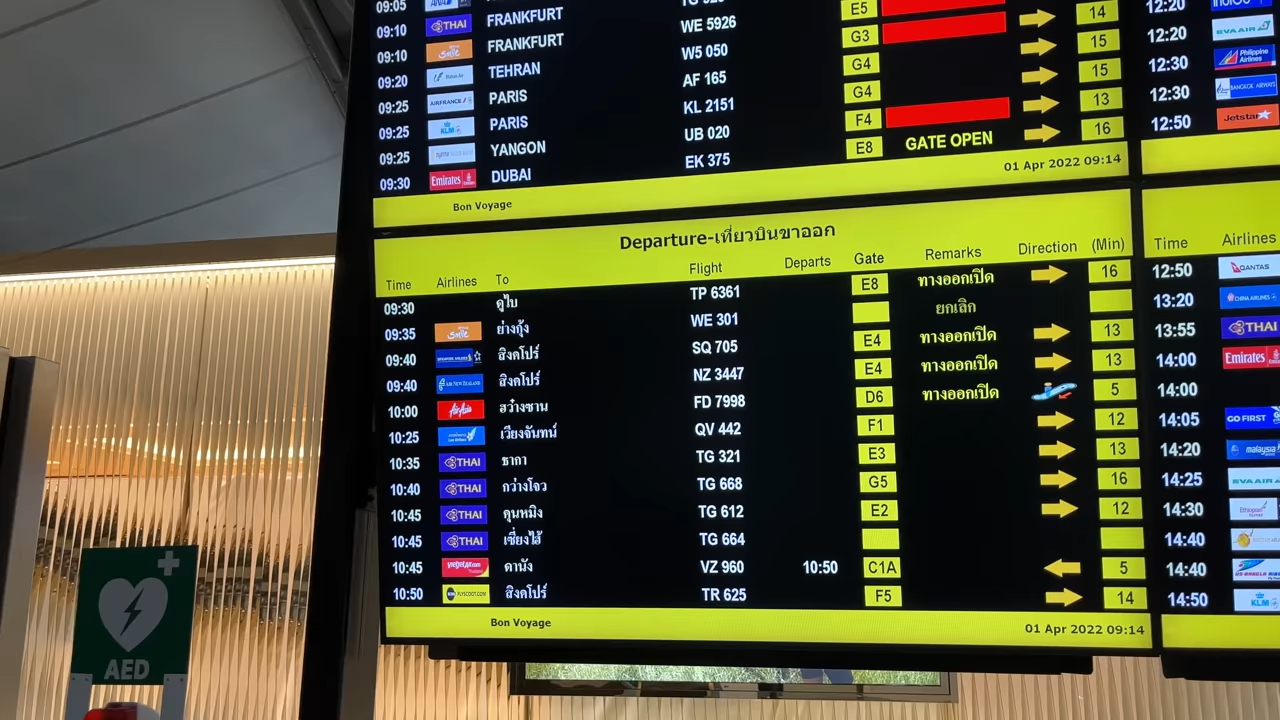 09:05 ANA TG 926 E5
09:10 THAI FRANKFURT WE 5926 G3 14
09:10 Smile FRANKFURT W5 050 G4 15
09:20 TEHRAN AF 165 G4 15
09:25 AIRFRANCE PARIS KL 2151 F4 13
09:25 KLM PARIS UB 020 E8 GATE OPEN 16
09:25 YANGON EK 375
09:30 Emirates DUBAI
01 Apr 2022 09:14
Bon Voyage
12:20 IndiGo
12:20 EVA AIR
12:30 Philippine Airlines
12:30 BANGKOK AIRWAYS
12:50 Jetstar
Departure-เที่ยวบินขาออก
Time Airlines To Flight Departs Gate Remarks Direction (Min)
09:30 ดูไบ TP 6361 E8 ทางออกเปิด 16
09:35 Smile ย่างกุ้ง WE 301 ยกเลิก
09:40 SINGAPORE AIRLINES สิงคโปร์ SQ 705 E4 ทางออกเปิด 13
09:40 AIR NEW ZEALAND สิงคโปร์ NZ 3447 E4 ทางออกเปิด 13
10:00 AirAsia ฮว๋างซาน FD 7998 D6 ทางออกเปิด 5
10:25 Lao Airlines เวียงจันทน์ QV 442 F1 12
10:35 THAI ธากา TG 321 E3 13
10:40 THAI กว่างโจว TG 668 G5 16
10:45 THAI คุนหมิง TG 612 E2 12
10:45 THAI เซี่ยงไฮ้ TG 664
10:45 vietjetair.com ดานัง VZ 960 10:50 C1A 5
10:50 FLYSCOOT.COM สิงคโปร์ TR 625 F5 14
Bon Voyage
01 Apr 2022 09:14
Time Airlines
12:50 QANTAS
13:20 CHINA AIRLINES
13:55 THAI
14:00 Emirates
14:00
14:05 GO FIRST
14:20 malaysia
14:25 EVA AIR
14:30 Ethiopian
14:40
14:40 US-BANGLA AIRLINES
14:50 KLM
AED